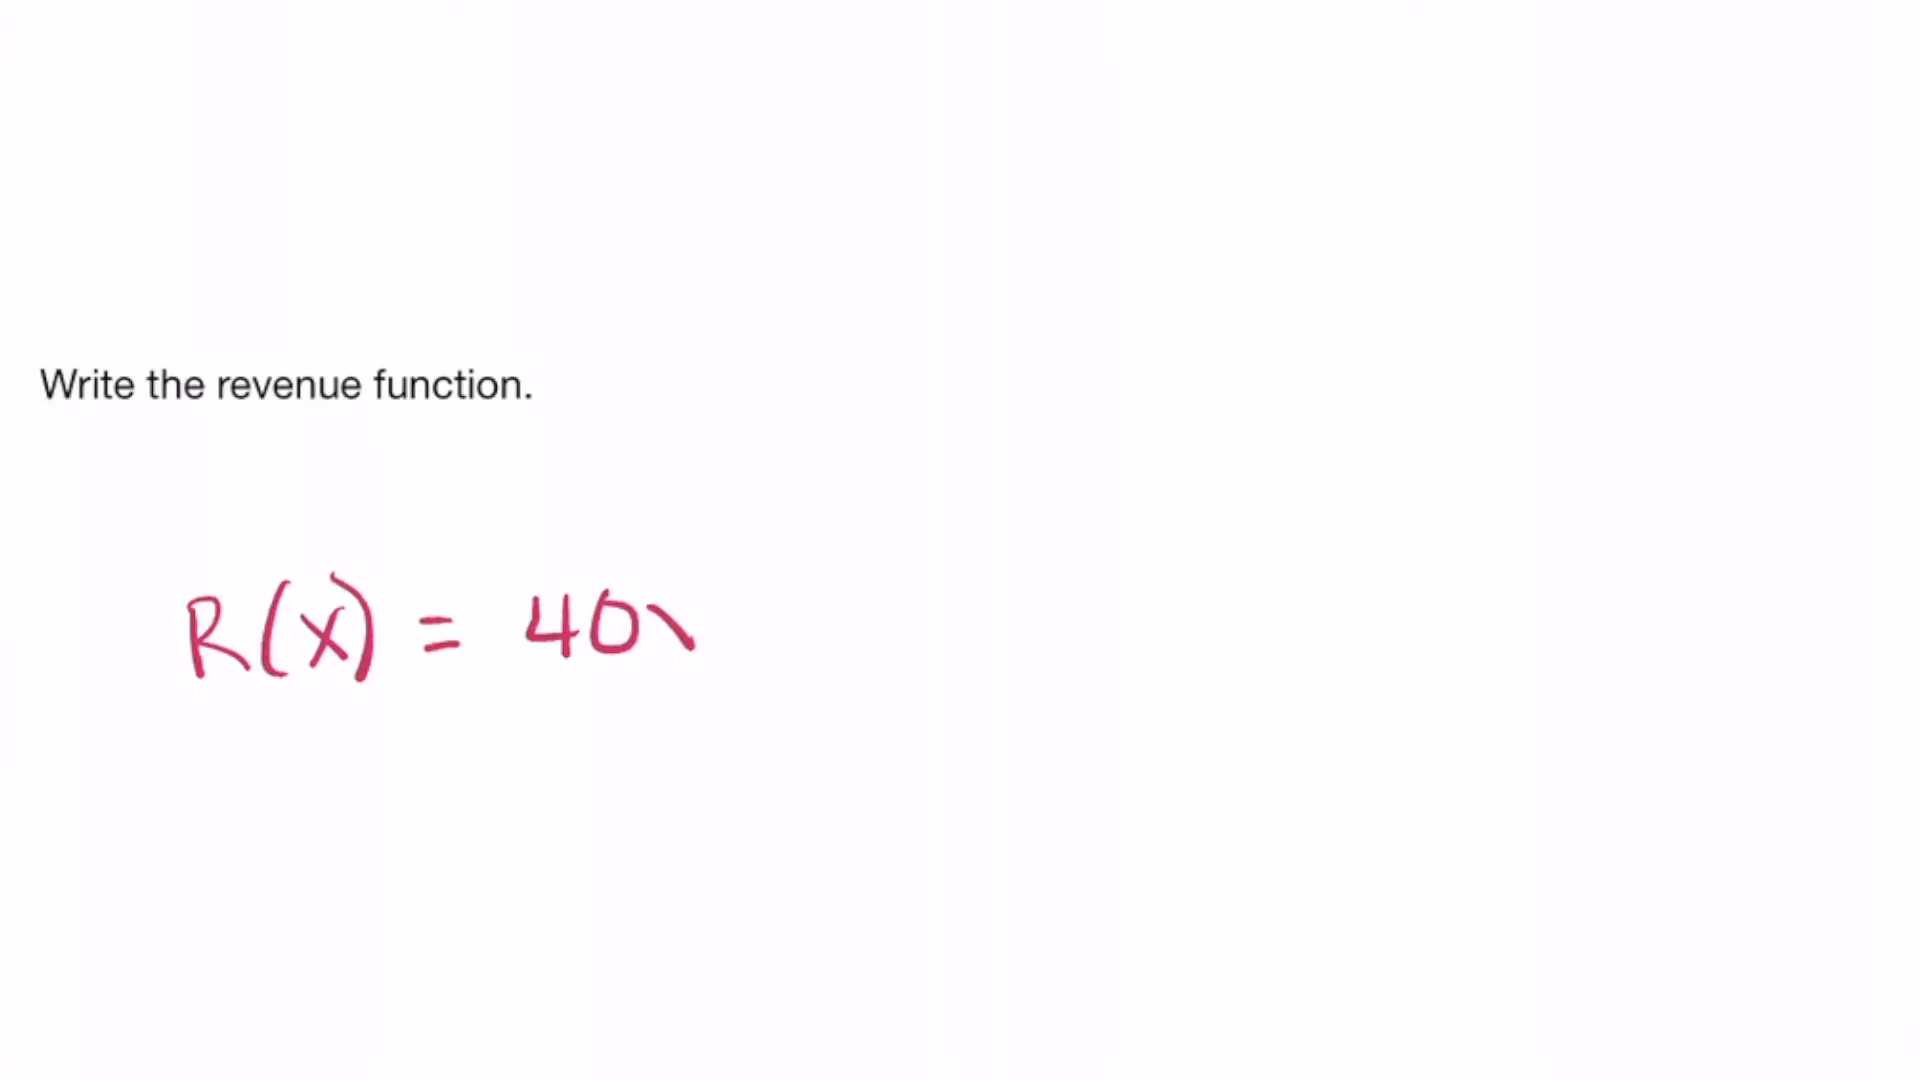 Write the revenue function.
R(x) = 40\